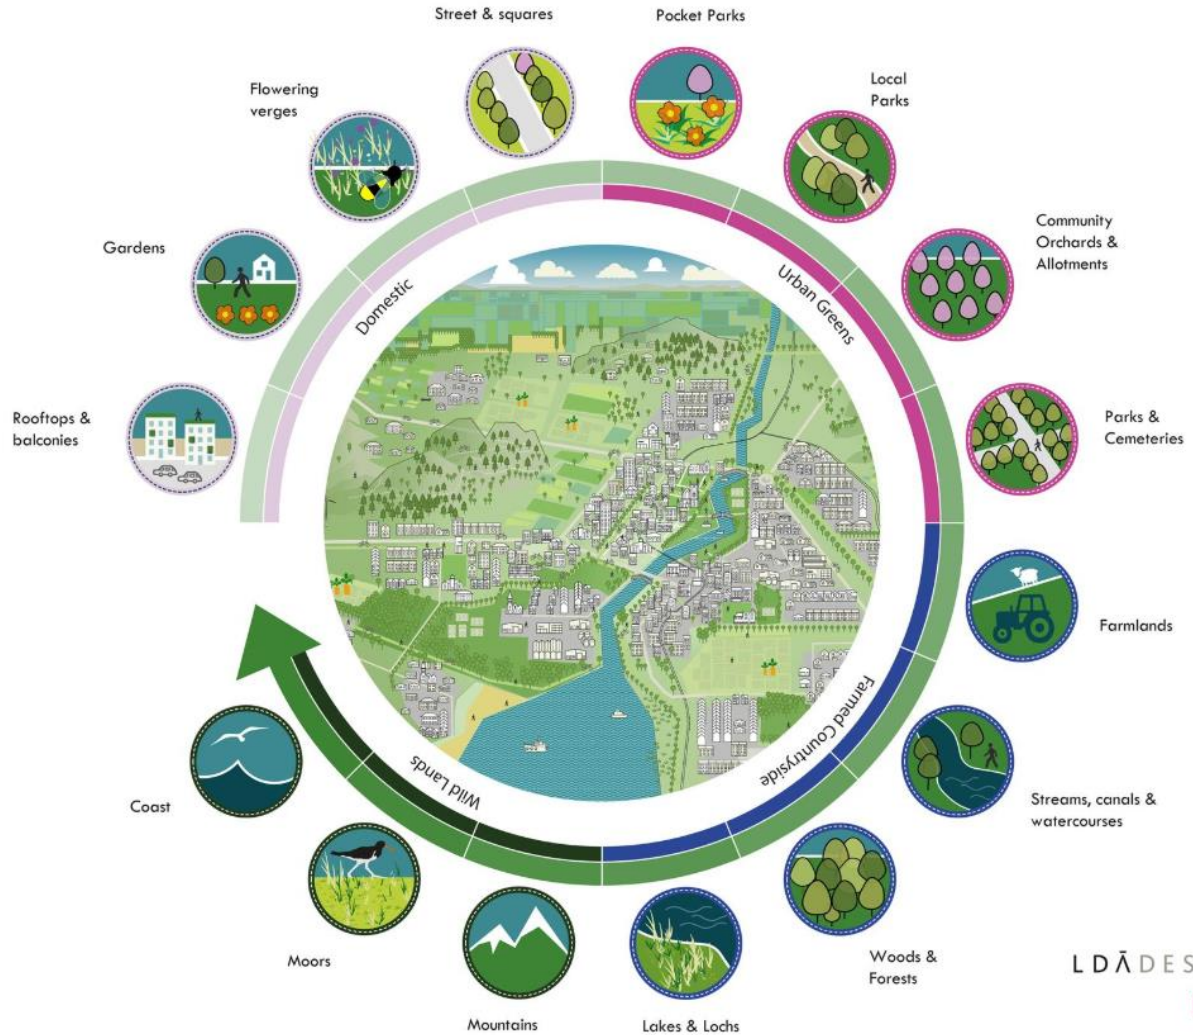 Street & squares
Pocket Parks
Flowering
verges
Local
Parks
Gardens
Community
Orchards &
Allotments
Domestic
Urban Greens
Rooftops &
balconies
Parks &
Cemeteries
Farmlands
Farmed Countryside
Wild Lands
Coast
Streams, canals &
watercourses
Moors
Woods &
Forests
Mountains
Lakes & Lochs
LDĀDES